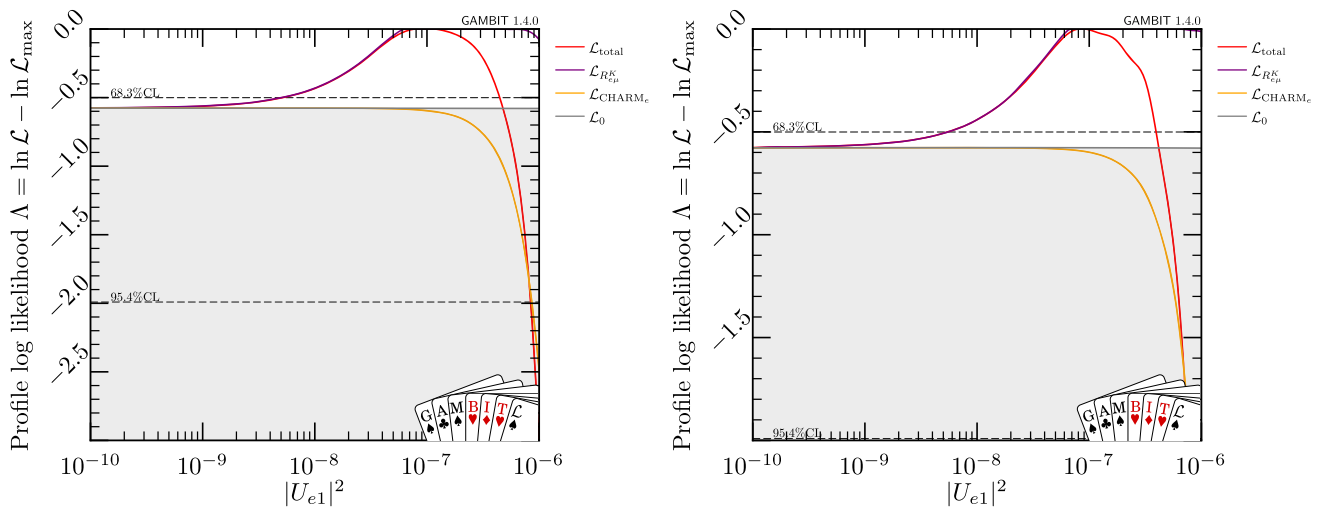 GAMBIT 1.4.0
Profile log likelihood Λ = ln ℒ − ln ℒmax
0.0
−0.5
−1.0
−1.5
−2.0
−2.5
68.3%CL
95.4%CL
ℒtotal
ℒR^K_eμ
ℒCHARMe
ℒ0
G A M B I T ℒ
10^−10 10^−9 10^−8 10^−7 10^−6
|Ue1|^2
GAMBIT 1.4.0
Profile log likelihood Λ = ln ℒ − ln ℒmax
0.0
−0.5
−1.0
−1.5
68.3%CL
95.4%CL
ℒtotal
ℒR^K_eμ
ℒCHARMe
ℒ0
G A M B I T ℒ
10^−10 10^−9 10^−8 10^−7 10^−6
|Ue1|^2